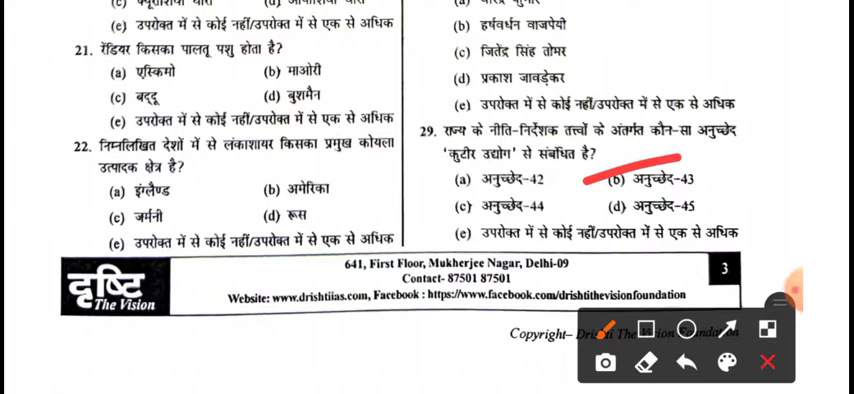 (e) उपरोक्त में से कोई नहीं/उपरोक्त में से एक से अधिक
21. रेंडियर किसका पालतू पशु होता है?
(a) एस्किमो (b) माओरी
(c) बद्दू (d) बुशमैन
(e) उपरोक्त में से कोई नहीं/उपरोक्त में से एक से अधिक
22. निम्नलिखित देशों में से लंकाशायर किसका प्रमुख कोयला
उत्पादक क्षेत्र है?
(a) इंग्लैण्ड (b) अमेरिका
(c) जर्मनी (d) रूस
(e) उपरोक्त में से कोई नहीं/उपरोक्त में से एक से अधिक
(b) हर्षवर्धन वाजपेयी
(c) जितेंद्र सिंह तोमर
(d) प्रकाश जावड़ेकर
(e) उपरोक्त में से कोई नहीं/उपरोक्त में से एक से अधिक
29. राज्य के नीति-निर्देशक तत्त्वों के अंतर्गत कौन-सा अनुच्छेद
'कुटीर उद्योग' से संबंधित है?
(a) अनुच्छेद-42 (b) अनुच्छेद-43
(c) अनुच्छेद-44 (d) अनुच्छेद-45
(e) उपरोक्त में से कोई नहीं/उपरोक्त में से एक से अधिक
दृष्टि
The Vision
641, First Floor, Mukherjee Nagar, Delhi-09
Contact- 87501 87501
Website: www.drishtiias.com, Facebook : https://www.facebook.com/drishtithevisionfoundation
3
Copyright– Drishti The Vision Foundation